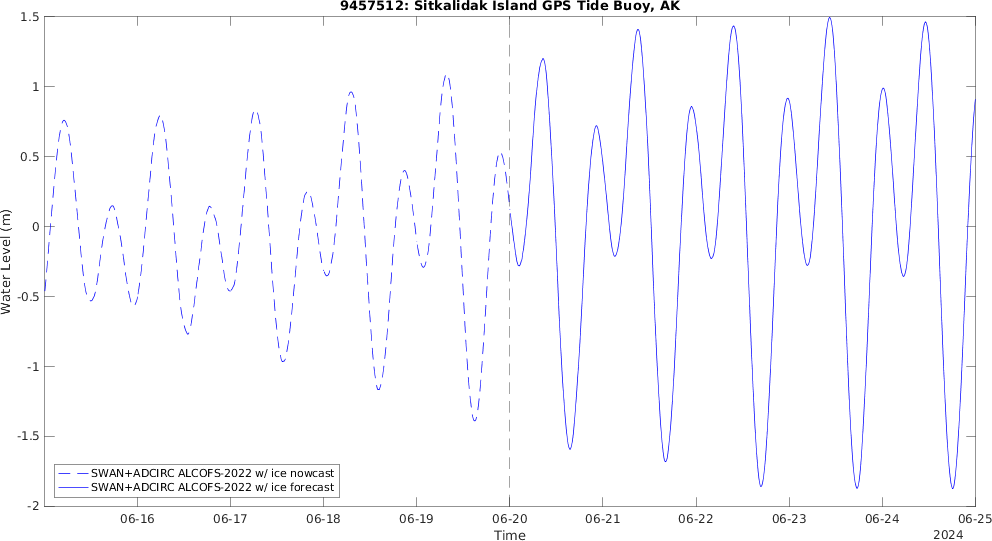 9457512: Sitkalidak Island GPS Tide Buoy, AK
1.5
1
0.5
0
-0.5
-1
-1.5
-2
Water Level (m)
SWAN+ADCIRC ALCOFS-2022 w/ ice nowcast
SWAN+ADCIRC ALCOFS-2022 w/ ice forecast
06-16 06-17 06-18 06-19 06-20 06-21 06-22 06-23 06-24 06-25
Time
2024